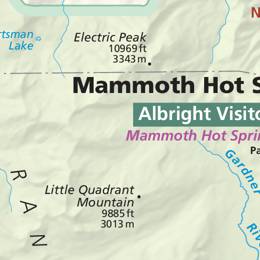 N
rtsman
Lake
Electric Peak
10969 ft
3343 m
Mammoth Hot S
Albright Visito
Mammoth Hot Sprin
Pa
Gardner
Riv
Little Quadrant
Mountain
9885 ft
3013 m
R A N